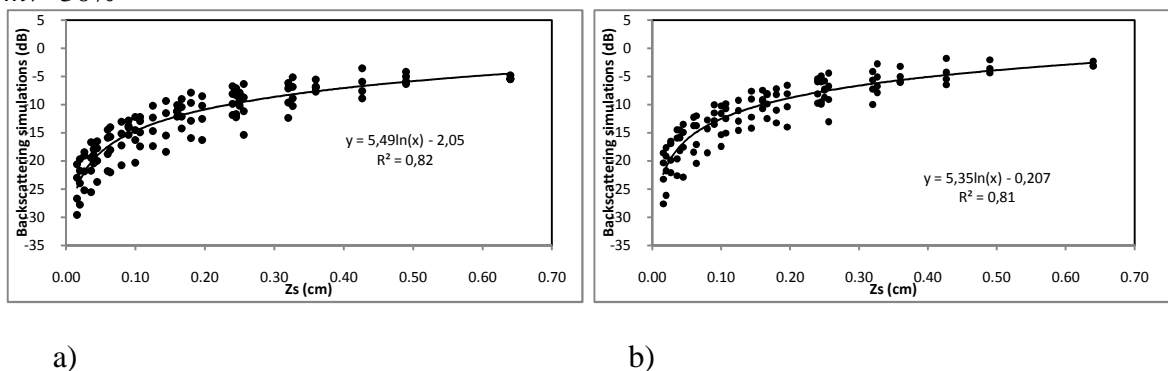 Backscattering simulations (dB)
5
0
-5
10
15
20
25
30
-35
y = 5,49ln(x) - 2,05
R² = 0,82
0.00 0.10 0.20 0.30 0.40 0.50 0.60 0.70
Zs (cm)
a)
Backscattering simulations (dB)
5
0
-5
10
15
20
25
30
-35
y = 5,35ln(x) - 0,207
R² = 0,81
0.00 0.10 0.20 0.30 0.40 0.50 0.60 0.70
Zs (cm)
b)